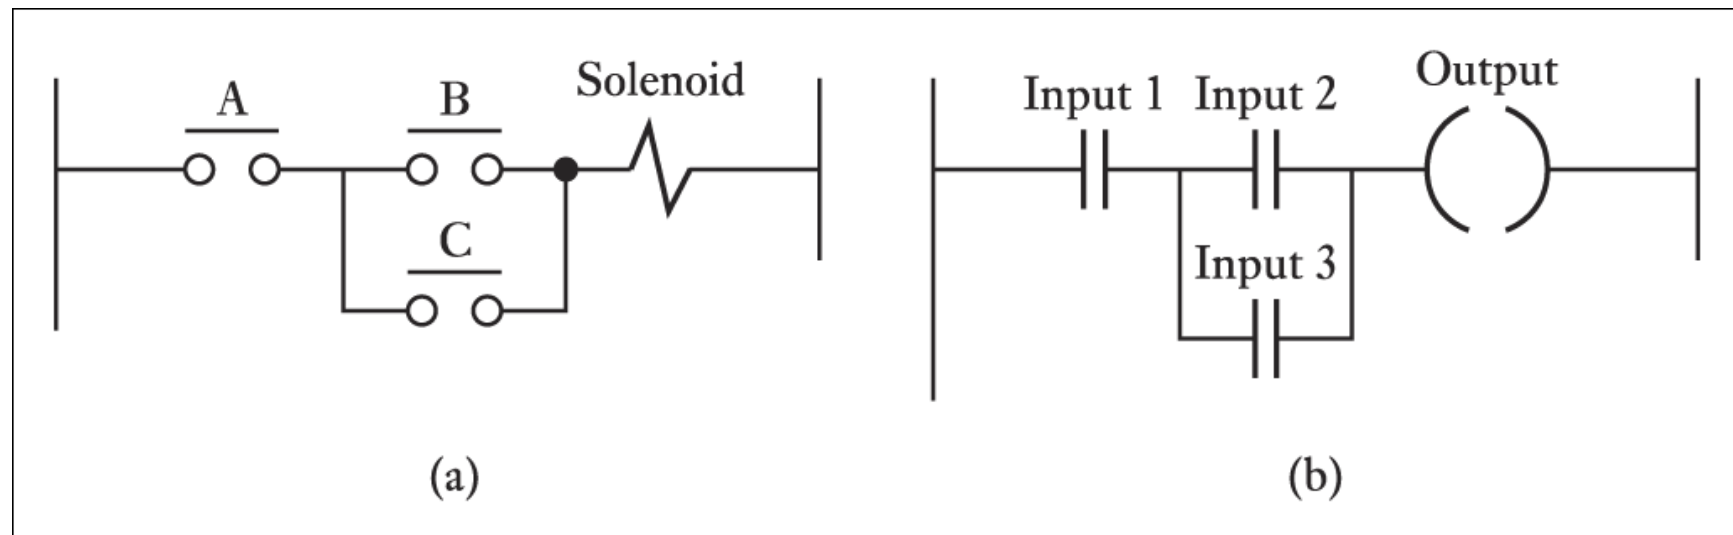 A
B
Solenoid
C
(a)
Input 1
Input 2
Output
Input 3
(b)